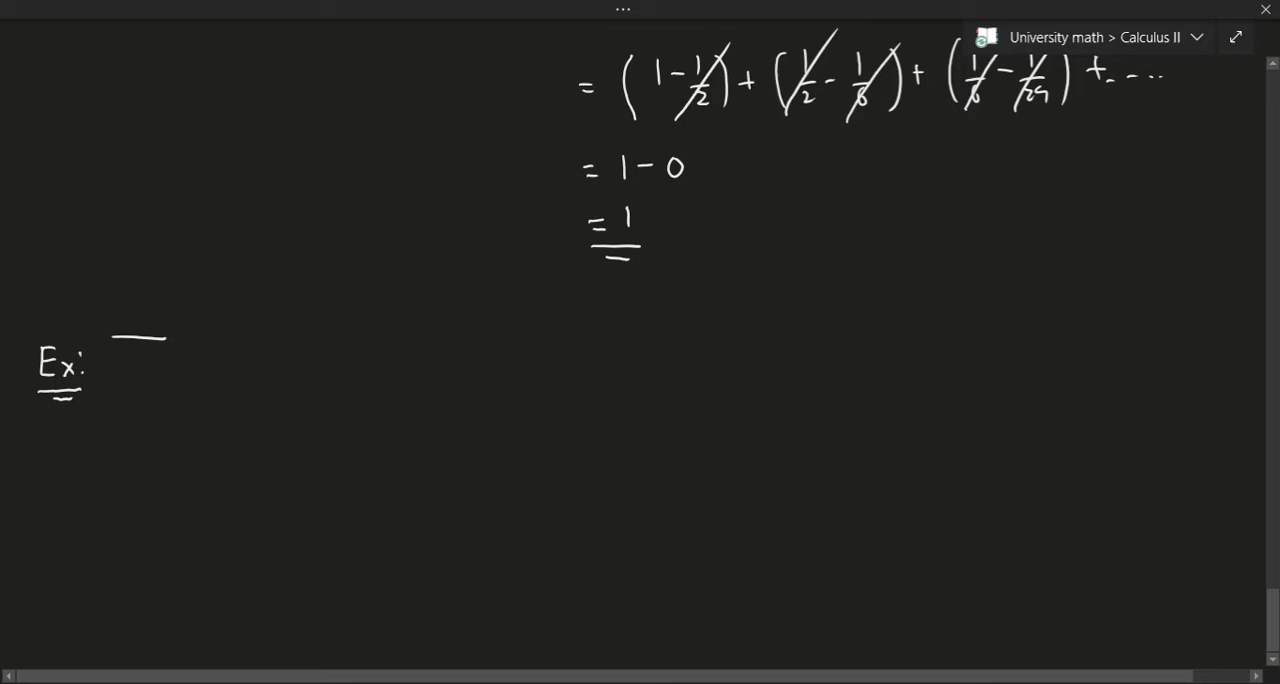 ...
University math > Calculus II
= (1 - 1/2) + (1/2 - 1/6) + (1/6 - 1/24) + ....
= 1 - 0
= 1
Ex: